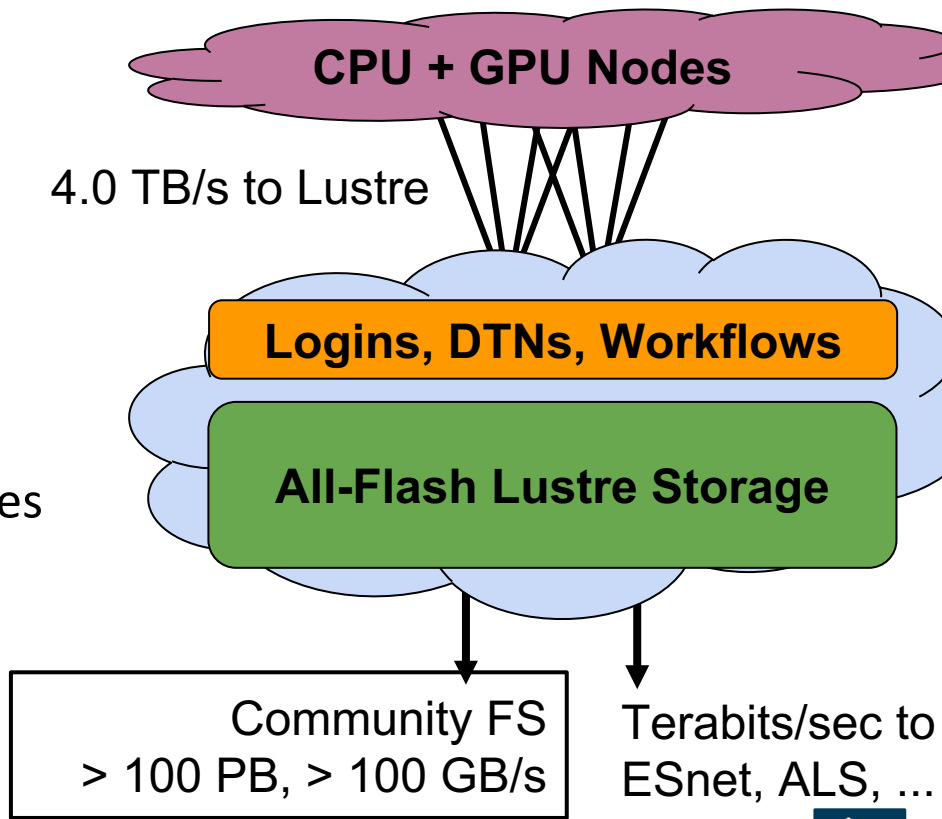 CPU + GPU Nodes
4.0 TB/s to Lustre
Logins, DTNs, Workflows
All-Flash Lustre Storage
es
Community FS
> 100 PB, > 100 GB/s
Terabits/sec to
ESnet, ALS, ...